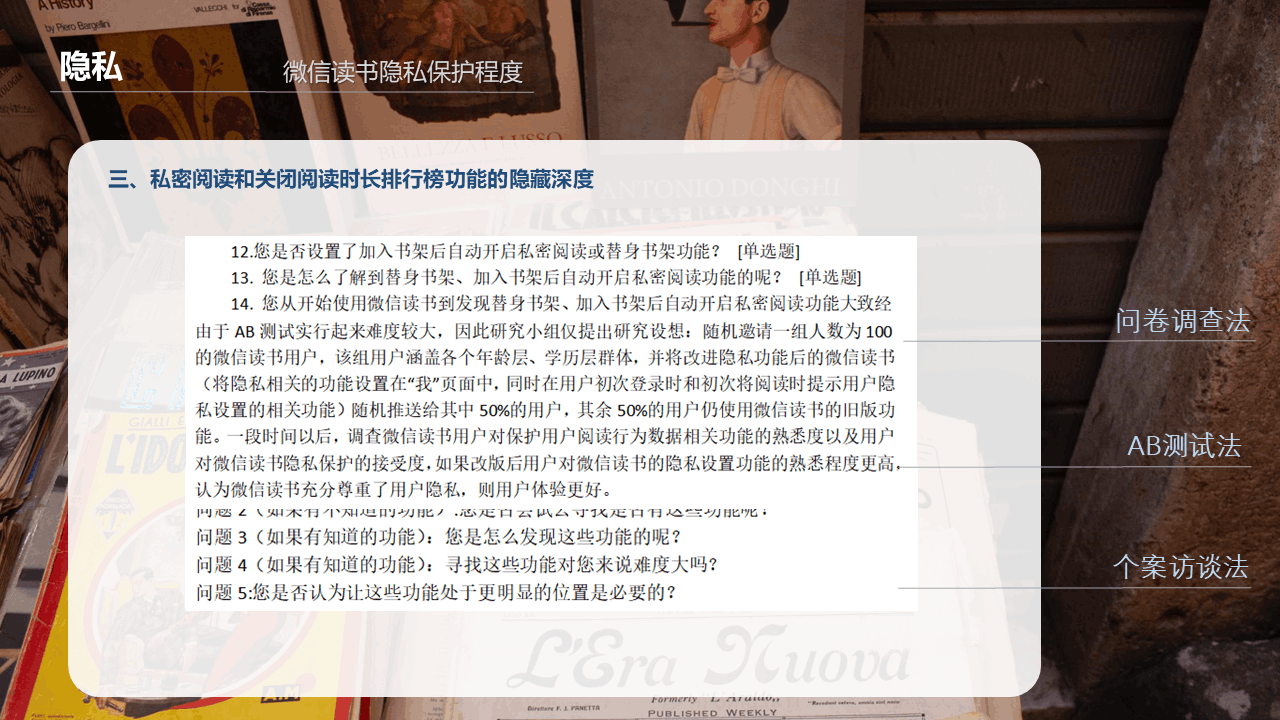 A History
by Piero Bargellini
VALLECCHI
隐私
微信读书隐私保护程度
BELLEZZA E LUSSO
三、私密阅读和关闭阅读时长排行榜功能的隐藏深度
ANTONIO DONGHI
12.您是否设置了加入书架后自动开启私密阅读或替身书架功能？ [单选题]
13. 您是怎么了解到替身书架、加入书架后自动开启私密阅读功能的呢？ [单选题]
14. 您从开始使用微信读书到发现替身书架、加入书架后自动开启私密阅读功能大致经
由于 AB 测试实行起来难度较大，因此研究小组仅提出研究设想：随机邀请一组人数为 100
的微信读书用户，该组用户涵盖各个年龄层、学历层群体，并将改进隐私功能后的微信读书
（将隐私相关的功能设置在“我”页面中，同时在用户初次登录时和初次将阅读时提示用户隐
私设置的相关功能）随机推送给其中 50%的用户，其余 50%的用户仍使用微信读书的旧版功
能。一段时间以后，调查微信读书用户对保护用户阅读行为数据相关功能的熟悉度以及用户
对微信读书隐私保护的接受度，如果改版后用户对微信读书的隐私设置功能的熟悉程度更高，
认为微信读书充分尊重了用户隐私，则用户体验更好。
问题 2（如果有不知道的功能）:您是否尝试去寻找是否有这些功能呢？
问题 3（如果有知道的功能）：您是怎么发现这些功能的呢？
问题 4（如果有知道的功能）：寻找这些功能对您来说难度大吗？
问题 5:您是否认为让这些功能处于更明显的位置是必要的？
问卷调查法
AB测试法
个案访谈法
A LUPINO
GIALLI
L'IDO
L'Era Nuova
Formerly "L'Araldo,,
Direttore F. J. PANETTA
PUBLISHED WEEKLY